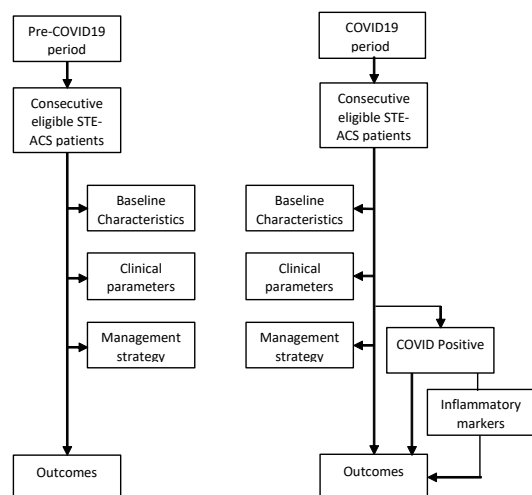 Pre-COVID19
period
Consecutive
eligible STE-
ACS patients
Baseline
Characteristics
Clinical
parameters
Management
strategy
Outcomes
COVID19
period
Consecutive
eligible STE-
ACS patients
Baseline
Characteristics
Clinical
parameters
Management
strategy
COVID Positive
Inflammatory
markers
Outcomes